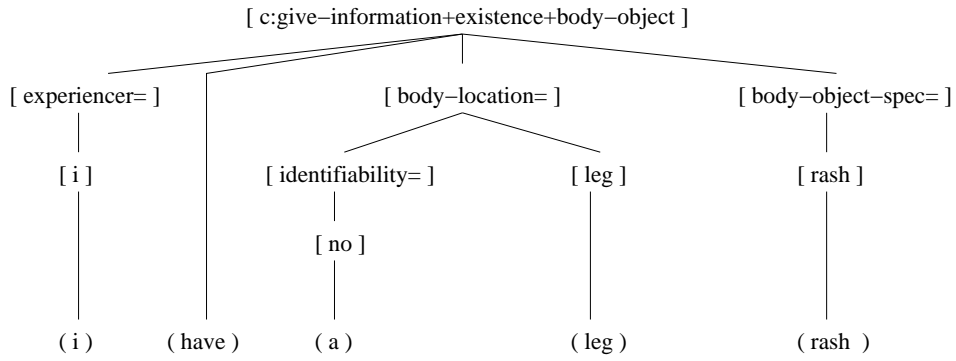 [ c:give−information+existence+body−object ]
[ experiencer= ] [ body−location= ] [ body−object−spec= ]
[ i ] [ identifiability= ] [ leg ] [ rash ]
[ no ]
( i ) ( have ) ( a ) ( leg ) ( rash )